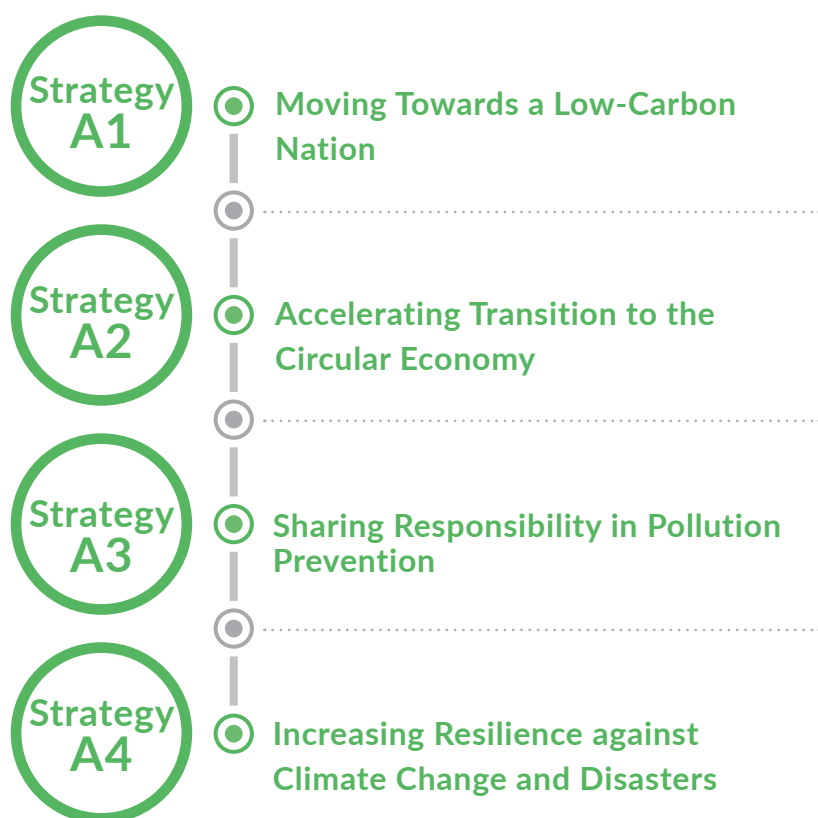 Strategy
A1
Moving Towards a Low-Carbon
Nation
Strategy
A2
Accelerating Transition to the
Circular Economy
Strategy
A3
Sharing Responsibility in Pollution
Prevention
Strategy
A4
Increasing Resilience against
Climate Change and Disasters